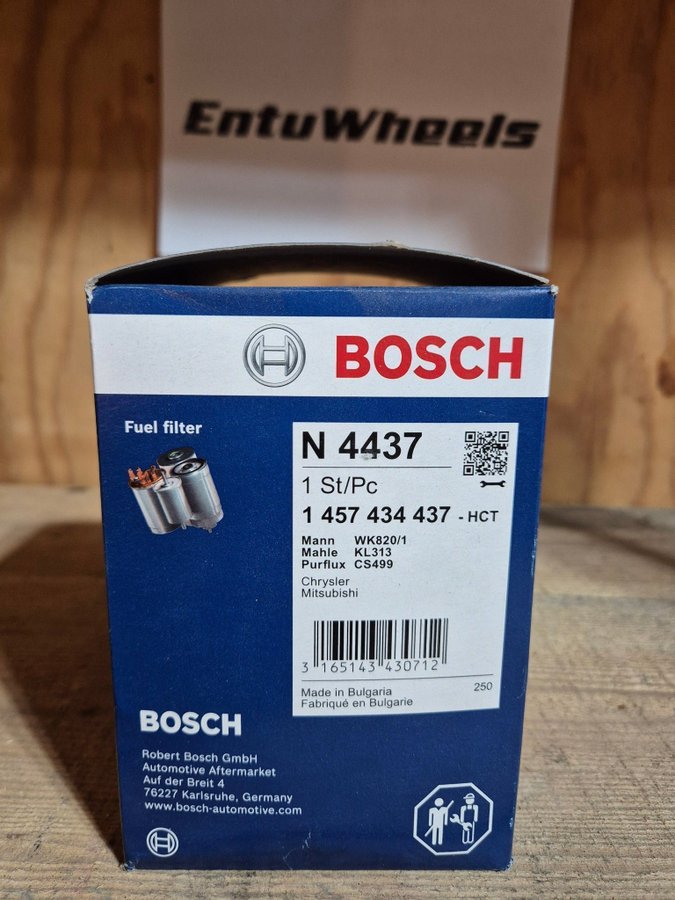 EntuWheels
BOSCH
Fuel filter
N 4437
1 St/Pc
1 457 434 437 - HCT
Mann WK820/1
Mahle KL313
Purflux CS499
Chrysler
Mitsubishi
3 165143 430712
Made in Bulgaria 250
Fabriqué en Bulgarie
BOSCH
Robert Bosch GmbH
Automotive Aftermarket
Auf der Breit 4
76227 Karlsruhe, Germany
www.bosch-automotive.com